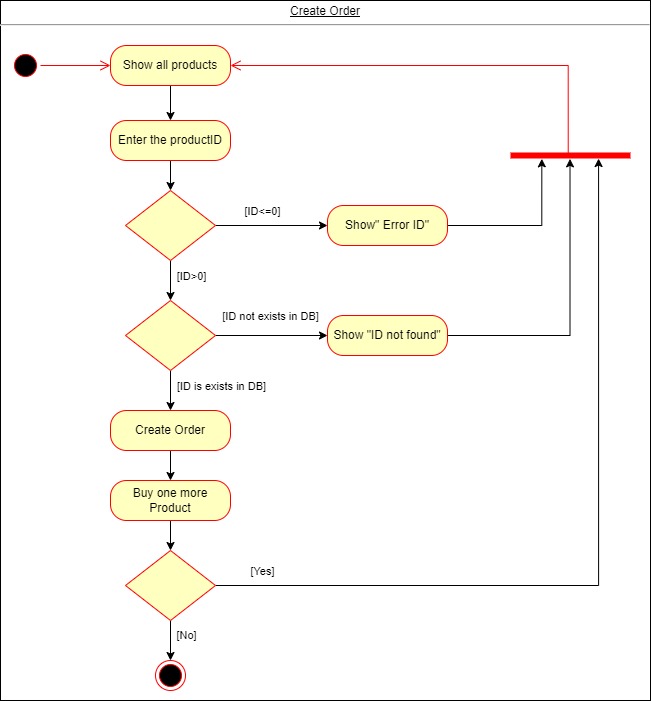 Create Order
Show all products
Enter the productID
[ID<=0]
Show" Error ID"
[ID>0]
[ID not exists in DB]
Show "ID not found"
[ID is exists in DB]
Create Order
Buy one more
Product
[Yes]
[No]